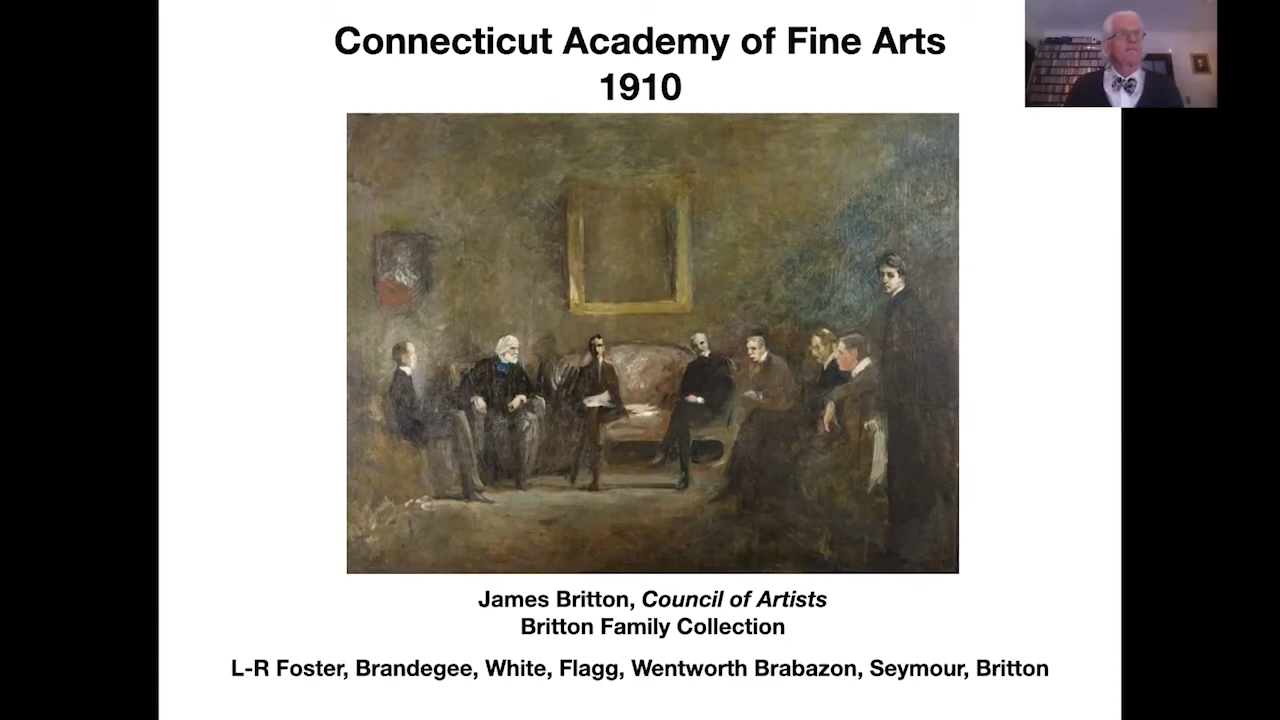 Connecticut Academy of Fine Arts
1910
James Britton, Council of Artists
Britton Family Collection
L-R Foster, Brandegee, White, Flagg, Wentworth Brabazon, Seymour, Britton